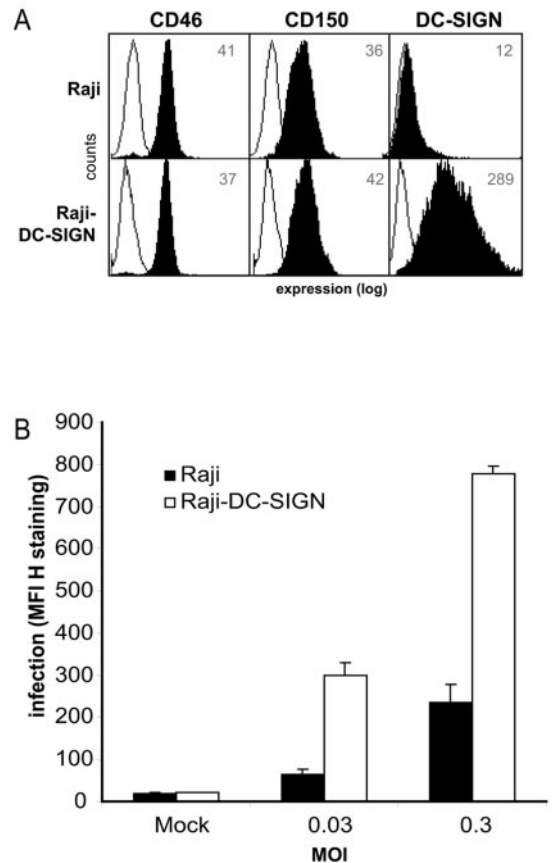 A
CD46 CD150 DC-SIGN
Raji
41 36 12
counts
Raji-
DC-SIGN
37 42 289
expression (log)
B
infection (MFI H staining)
900
800
700
600
500
400
300
200
100
0
Raji
Raji-DC-SIGN
Mock 0.03 0.3
MOI